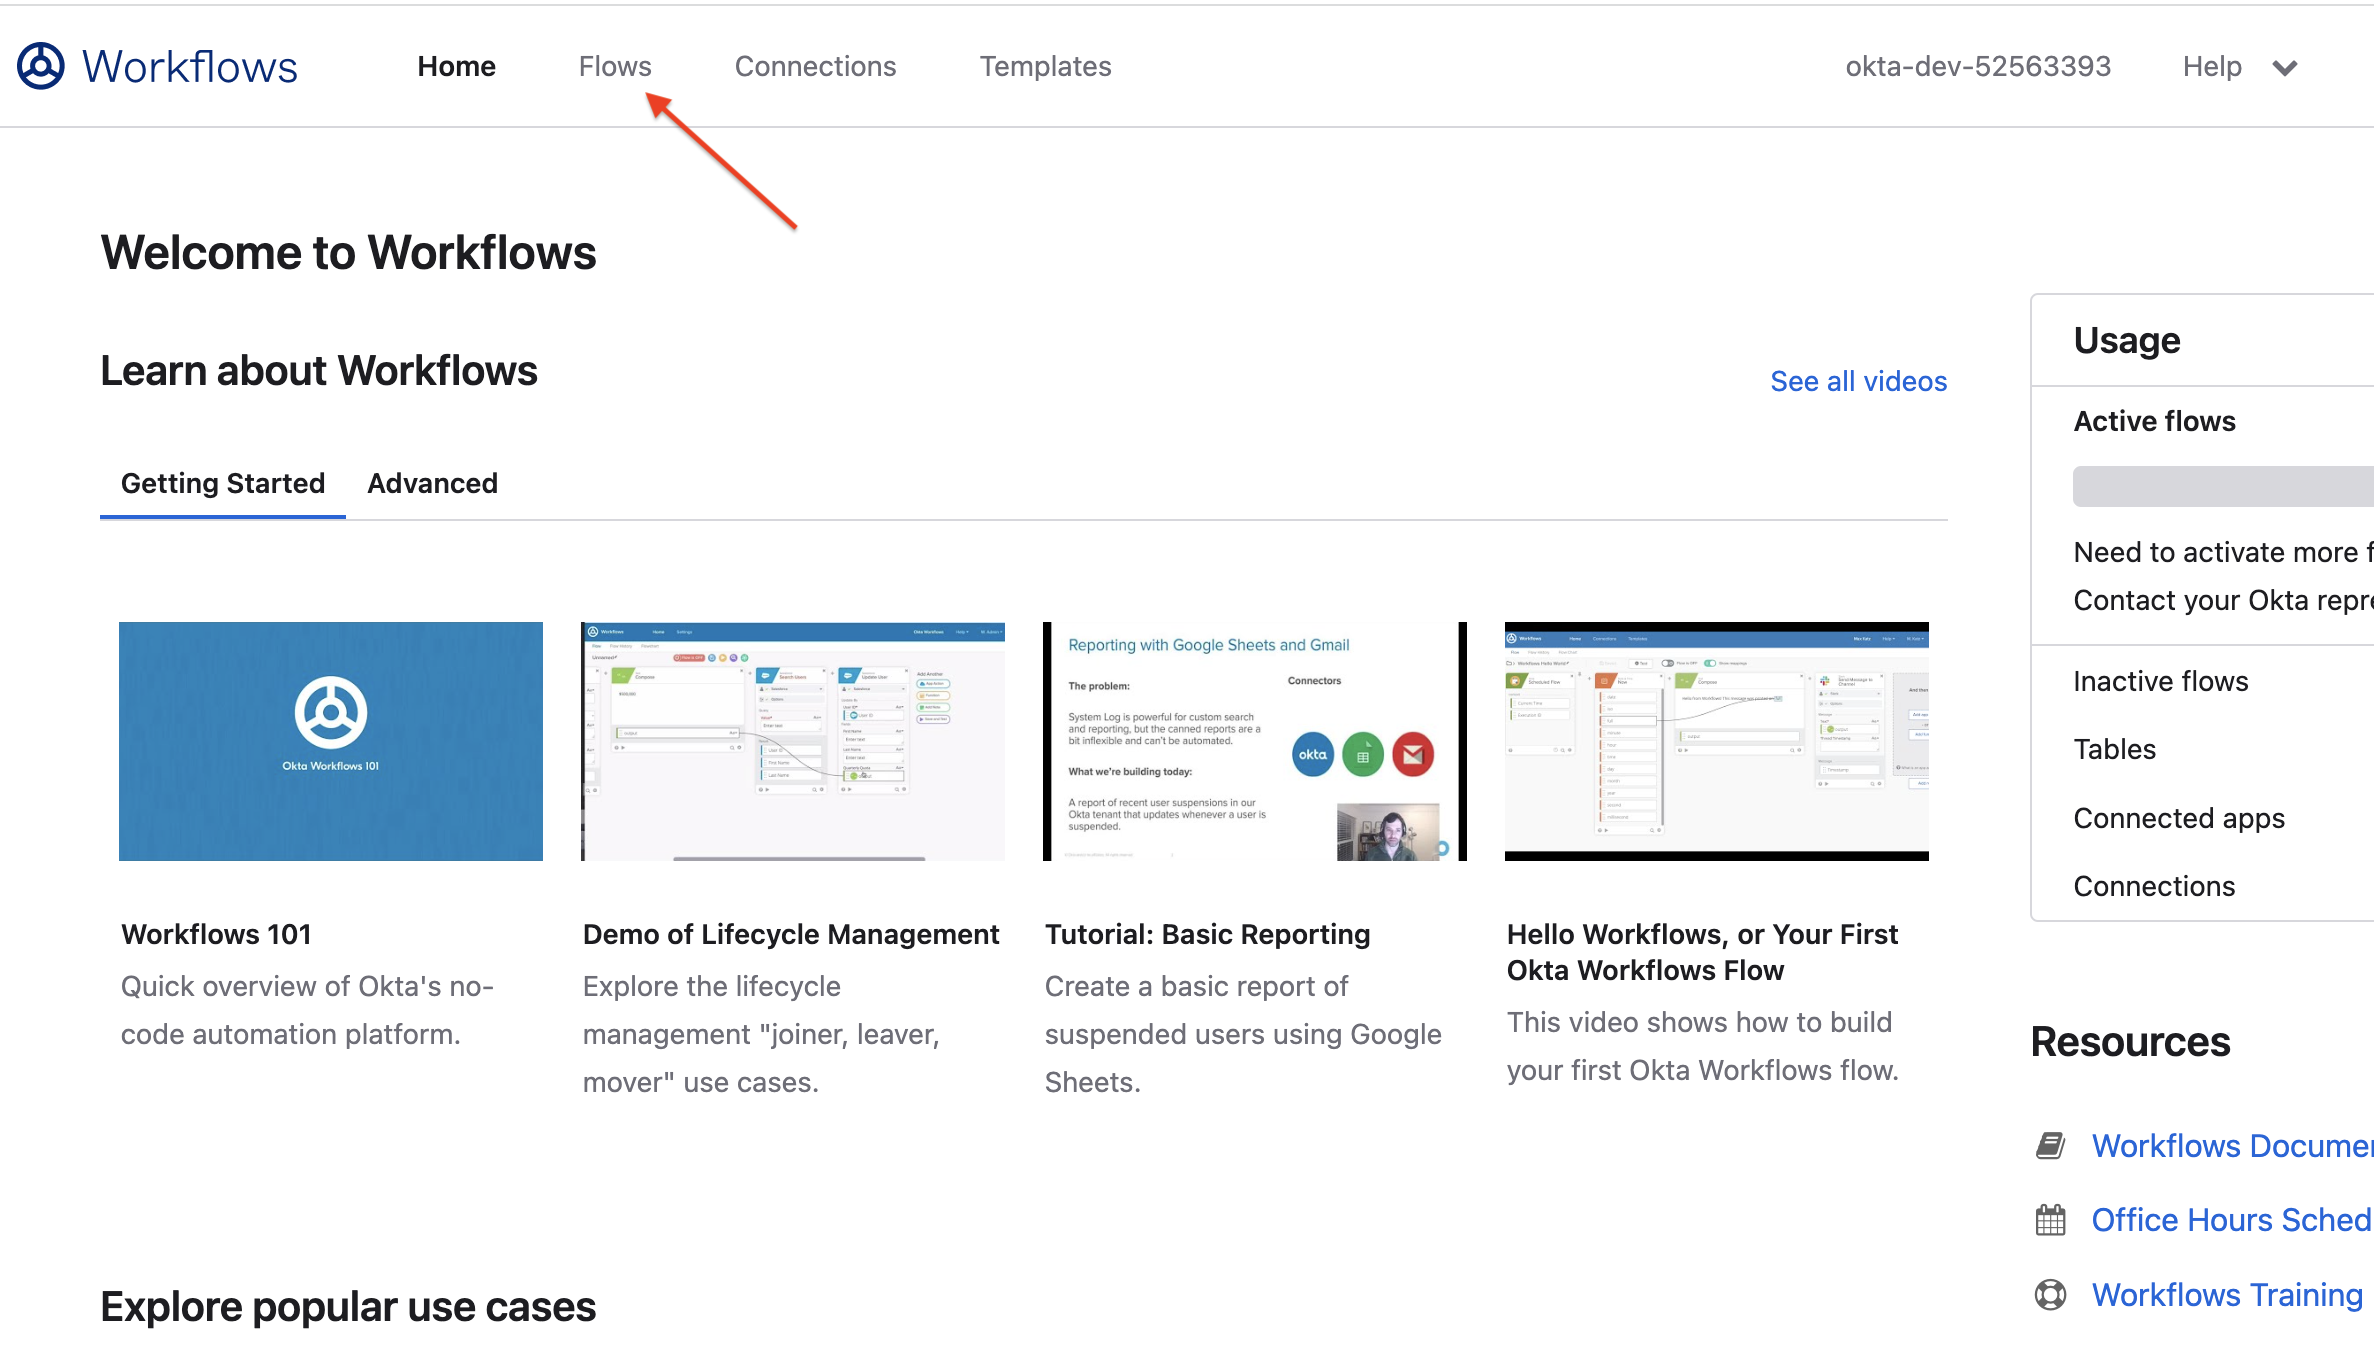 Workflows
Home
Flows
Connections
Templates
okta-dev-52563393
Help
Welcome to Workflows
Learn about Workflows
See all videos
Getting Started
Advanced
Okta Workflows 101
Reporting with Google Sheets and Gmail
The problem:
System Log is powerful for custom search
and reporting, but the canned reports are a
bit inflexible and can't be automated.
What we're building today:
A report of recent user suspensions in our
Okta tenant that updates whenever a user is
suspended.
Connectors
okta
Workflows 101
Quick overview of Okta's no-
code automation platform.
Demo of Lifecycle Management
Explore the lifecycle
management "joiner, leaver,
mover" use cases.
Tutorial: Basic Reporting
Create a basic report of
suspended users using Google
Sheets.
Hello Workflows, or Your First
Okta Workflows Flow
This video shows how to build
your first Okta Workflows flow.
Explore popular use cases
Usage
Active flows
Need to activate more f
Contact your Okta repre
Inactive flows
Tables
Connected apps
Connections
Resources
Workflows Documen
Office Hours Sched
Workflows Training